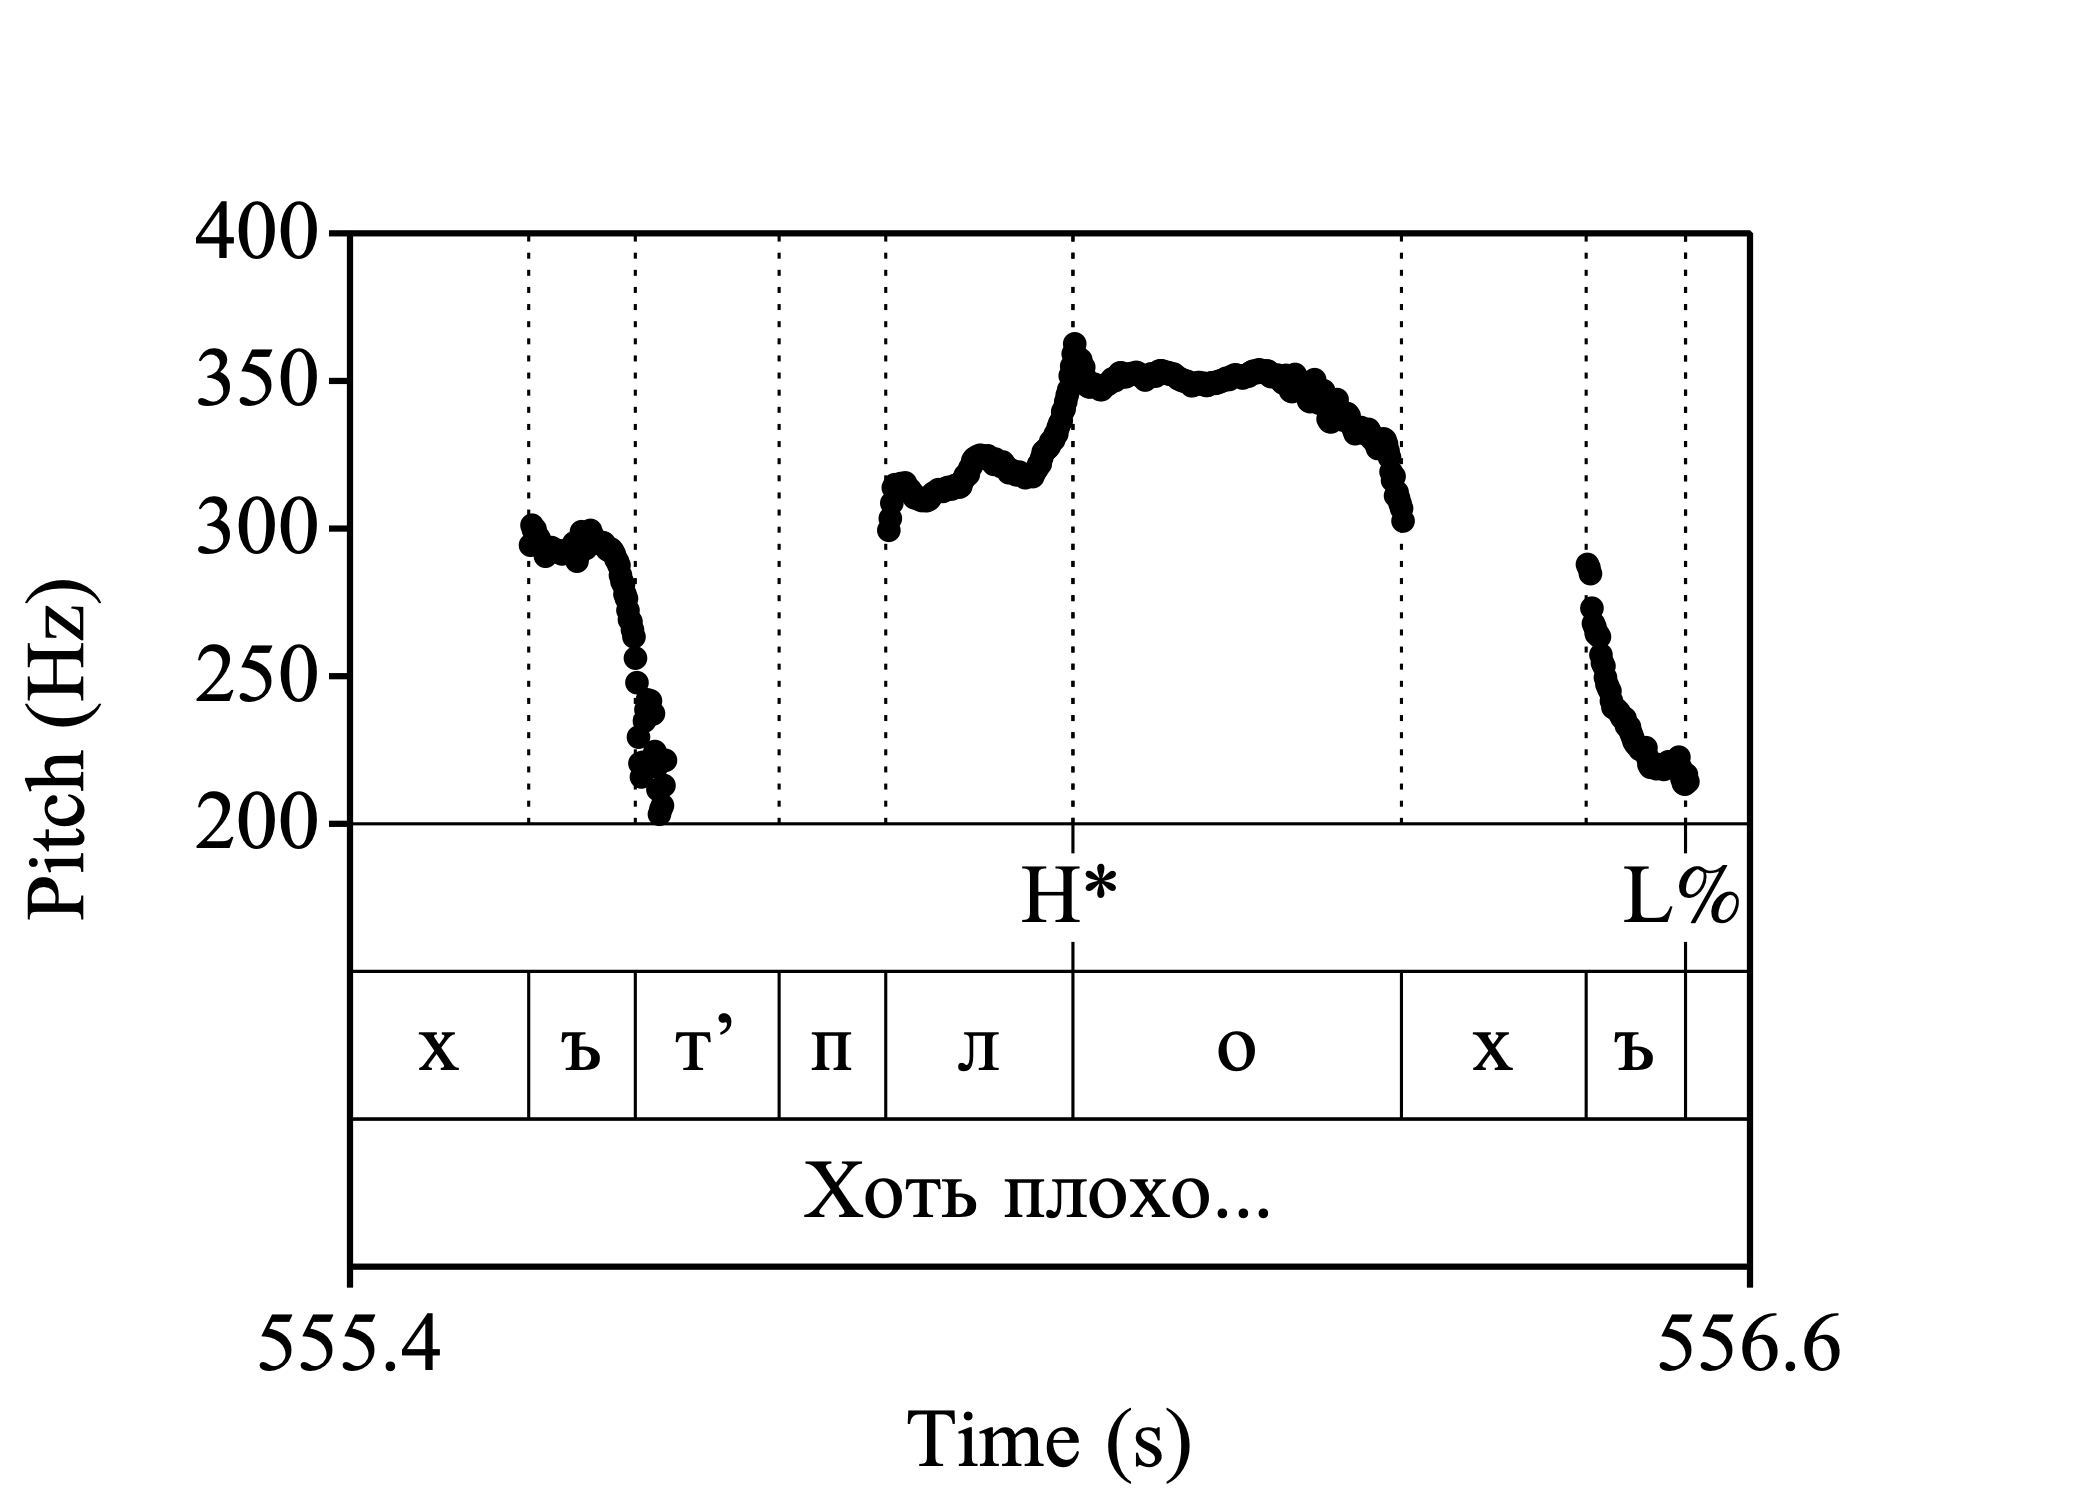 400
350
300
250
200
Pitch (Hz)
H* L%
х ъ т’ п л о х ъ
Хоть плохо...
555.4 556.6
Time (s)